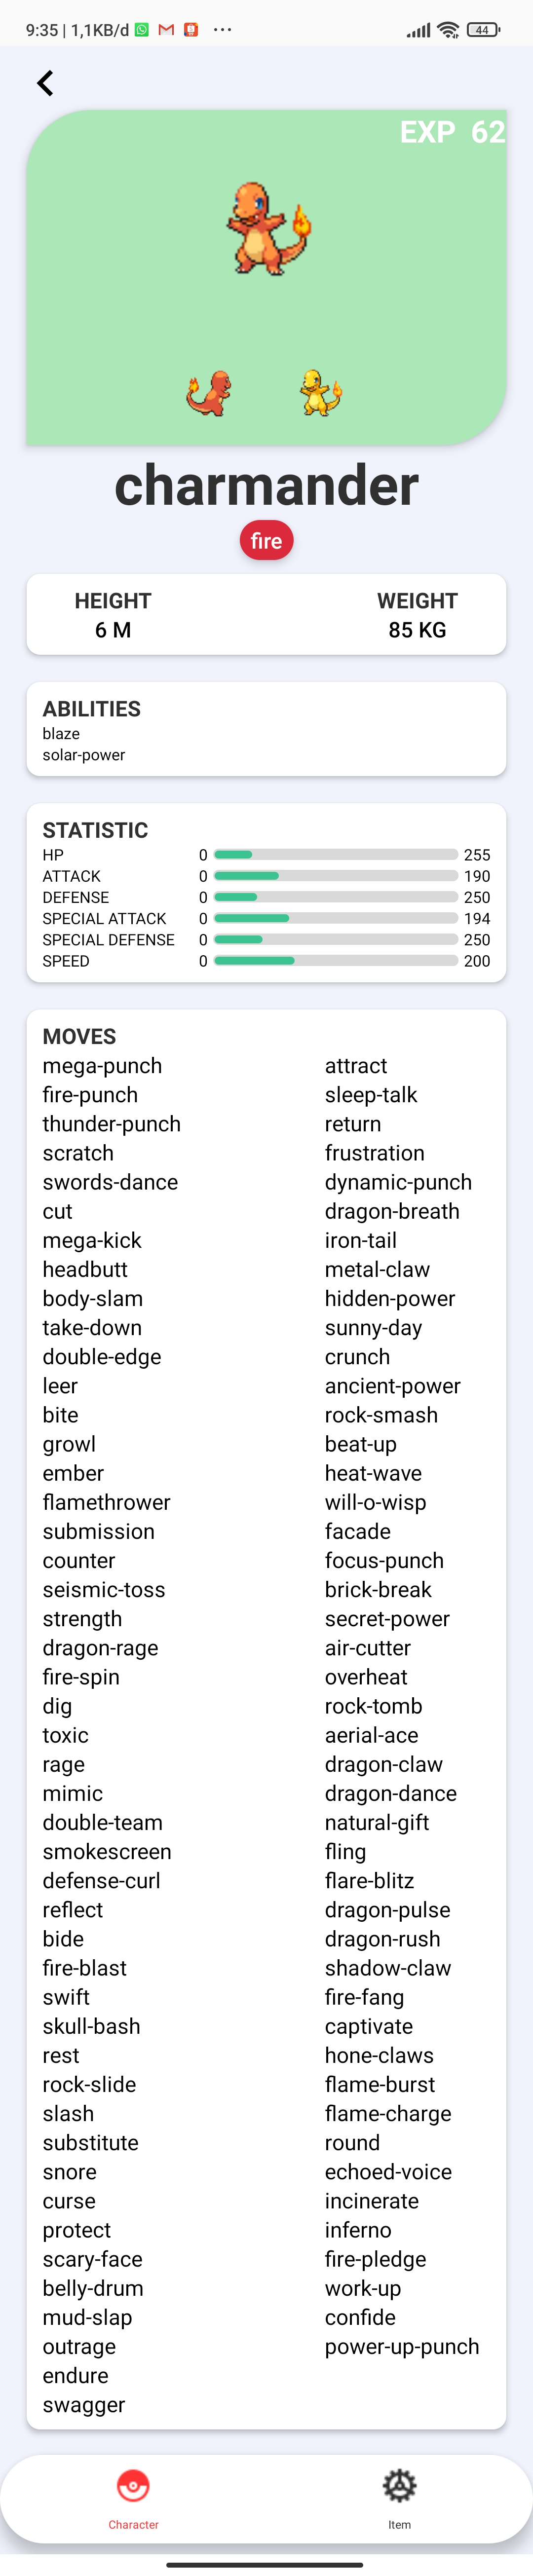 9:35 | 1,1KB/d
44
EXP 62
charmander
fire
HEIGHT WEIGHT
6 M 85 KG
ABILITIES
blaze
solar-power
STATISTIC
HP 0 255
ATTACK 0 190
DEFENSE 0 250
SPECIAL ATTACK 0 194
SPECIAL DEFENSE 0 250
SPEED 0 200
MOVES
mega-punch
fire-punch
thunder-punch
scratch
swords-dance
cut
mega-kick
headbutt
body-slam
take-down
double-edge
leer
bite
growl
ember
flamethrower
submission
counter
seismic-toss
strength
dragon-rage
fire-spin
dig
toxic
rage
mimic
double-team
smokescreen
defense-curl
reflect
bide
fire-blast
swift
skull-bash
rest
rock-slide
slash
substitute
snore
curse
protect
scary-face
belly-drum
mud-slap
outrage
endure
swagger
attract
sleep-talk
return
frustration
dynamic-punch
dragon-breath
iron-tail
metal-claw
hidden-power
sunny-day
crunch
ancient-power
rock-smash
beat-up
heat-wave
will-o-wisp
facade
focus-punch
brick-break
secret-power
air-cutter
overheat
rock-tomb
aerial-ace
dragon-claw
dragon-dance
natural-gift
fling
flare-blitz
dragon-pulse
dragon-rush
shadow-claw
fire-fang
captivate
hone-claws
flame-burst
flame-charge
round
echoed-voice
incinerate
inferno
fire-pledge
work-up
confide
power-up-punch
Character Item